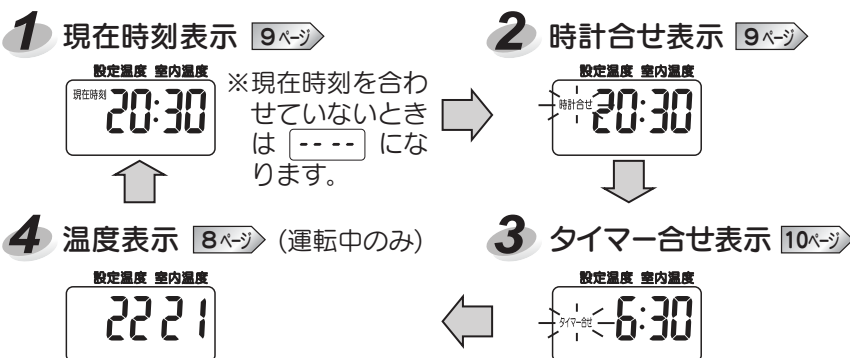 1 現在時刻表示 9ページ
設定温度 室内温度
現在時刻 20:30
※現在時刻を合わ
せていないとき
は ---- にな
ります。
2 時計合せ表示 9ページ
設定温度 室内温度
時計合せ 20:30
3 タイマー合せ表示 10ページ
設定温度 室内温度
タイマー合せ 6:30
4 温度表示 8ページ (運転中のみ)
設定温度 室内温度
22 21